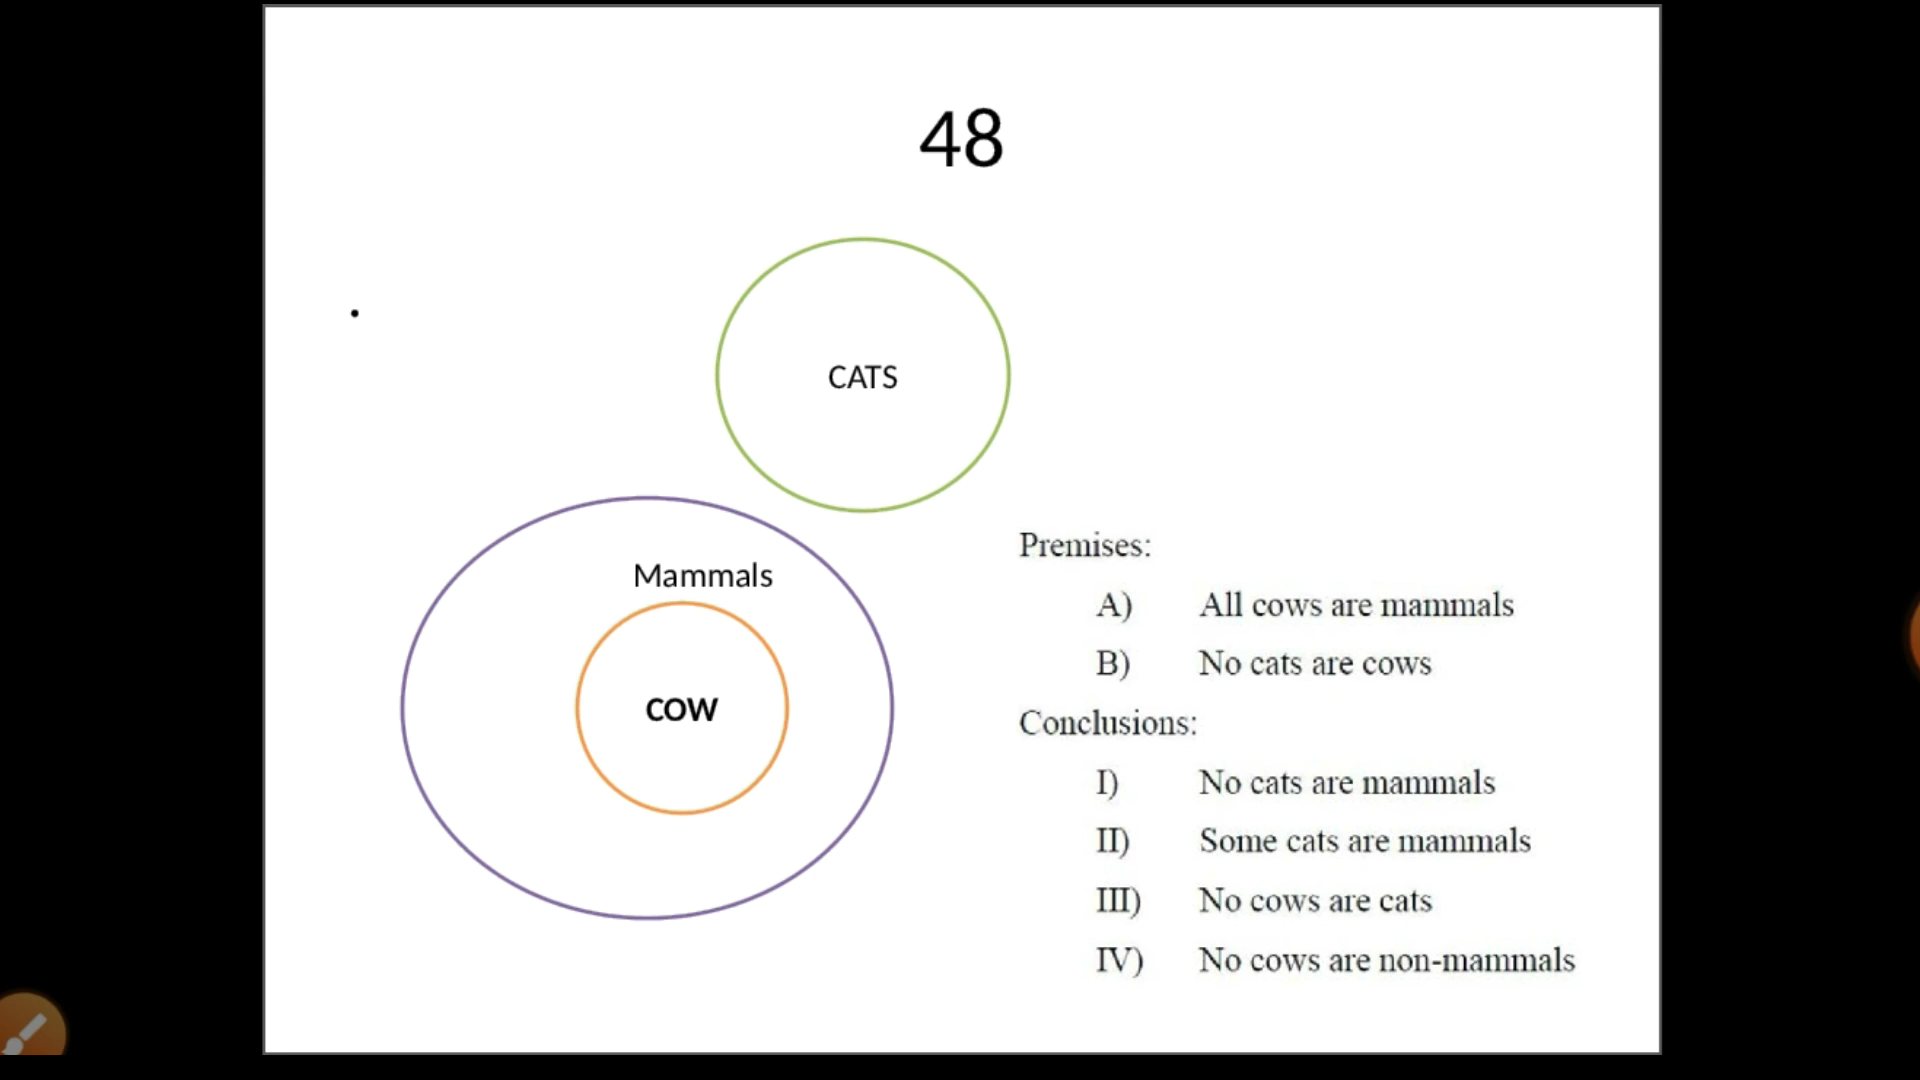 48
•
CATS
Mammals
COW
Premises:
A) All cows are mammals
B) No cats are cows
Conclusions:
I) No cats are mammals
II) Some cats are mammals
III) No cows are cats
IV) No cows are non-mammals